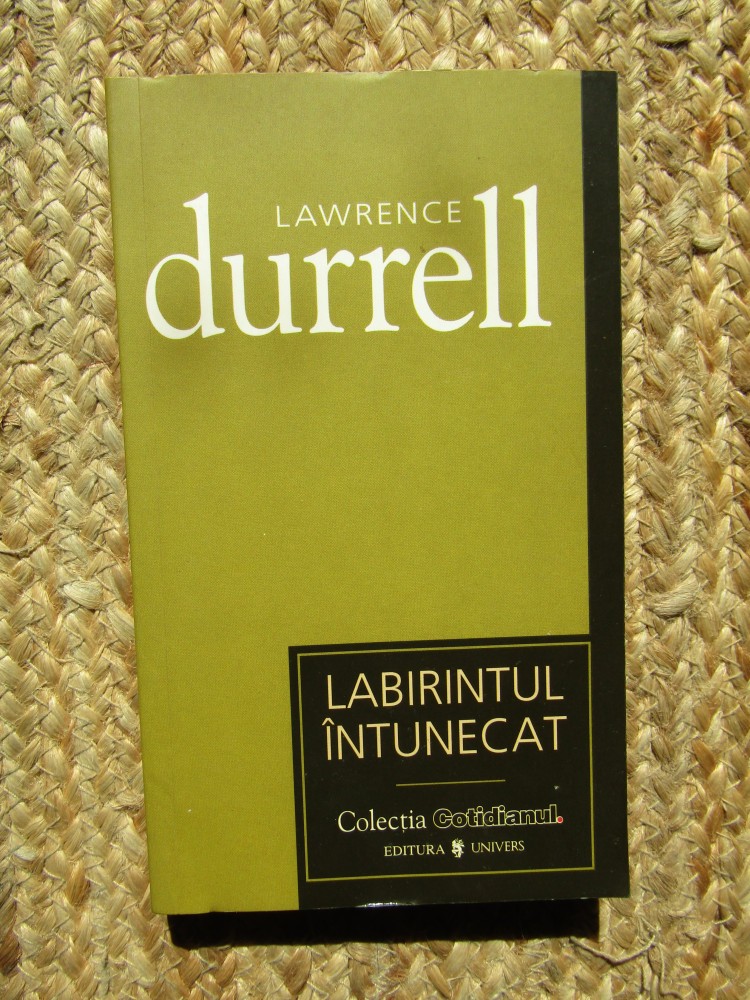 LAWRENCE
durrell
LABIRINTUL
ÎNTUNECAT
Colecția Cotidianul.
EDITURA UNIVERS